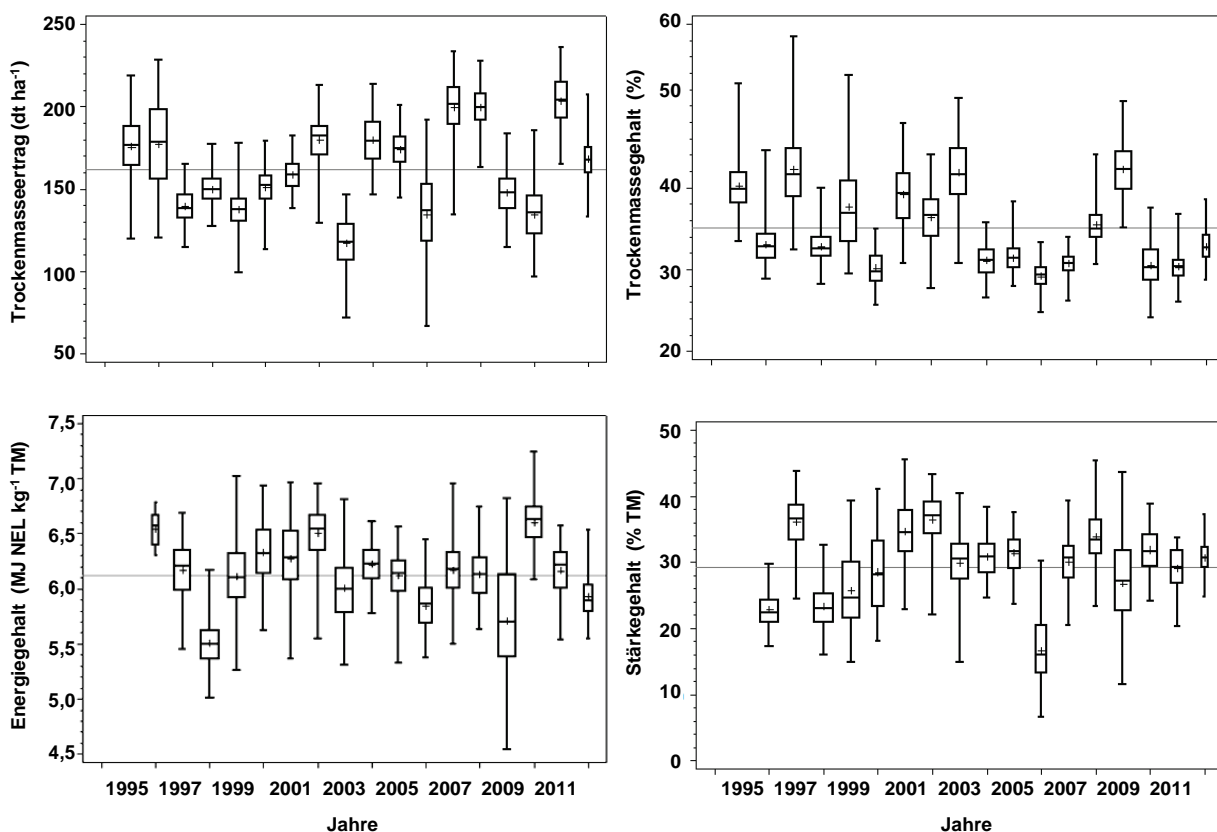 Trockenmasseertrag (dt ha-1)
250
200
150
100
50
Trockenmassegehalt (%)
60
50
40
30
20
Energiegehalt (MJ NEL kg-1 TM)
7,5
7,0
6,5
6,0
5,5
5,0
4,5
1995 1997 1999 2001 2003 2005 2007 2009 2011
Jahre
Stärkegehalt (% TM)
50
40
30
20
10
0
1995 1997 1999 2001 2003 2005 2007 2009 2011
Jahre